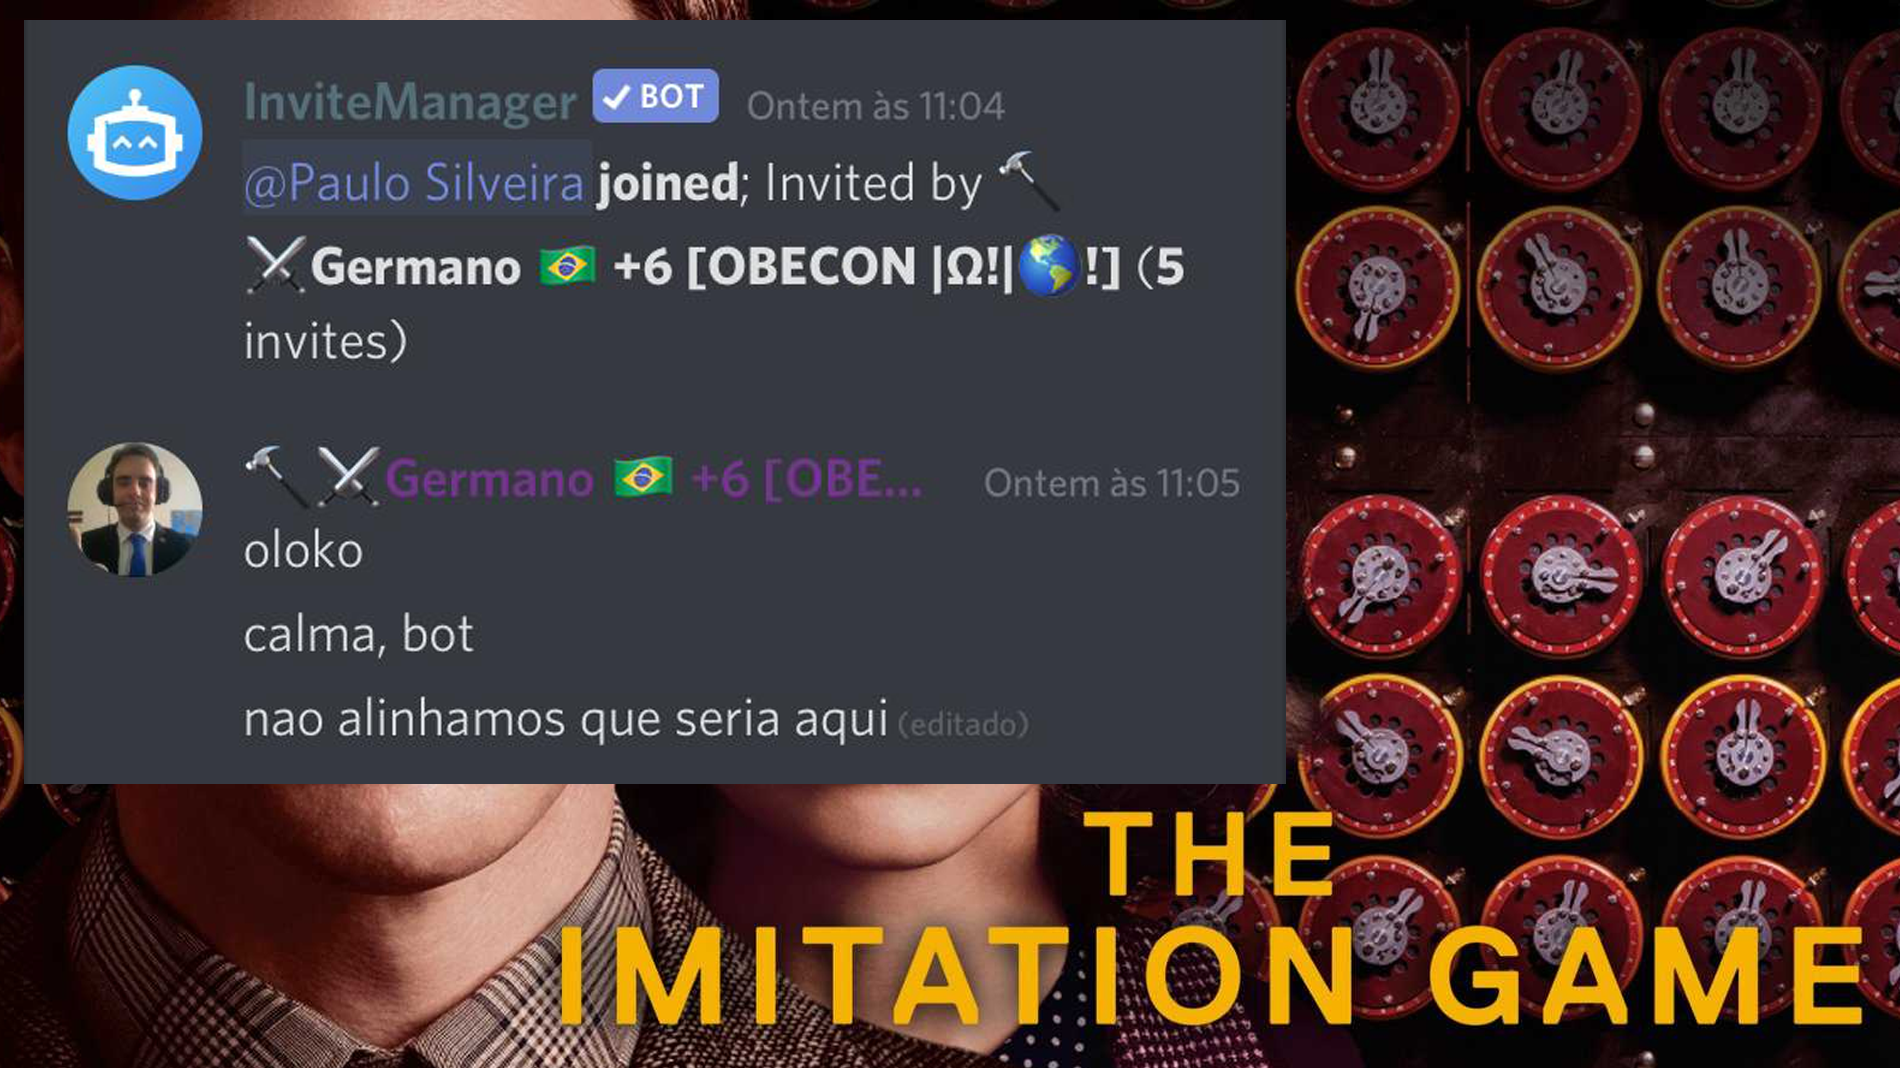 InviteManager ✔ BOT Ontem às 11:04
@Paulo Silveira joined; Invited by 🔨
⚔Germano 🇧🇷 +6 [OBECON |Ω!|🌎!] (5
invites)
🔨⚔Germano 🇧🇷 +6 [OBE... Ontem às 11:05
oloko
calma, bot
nao alinhamos que seria aqui (editado)
THE
IMITATION GAME